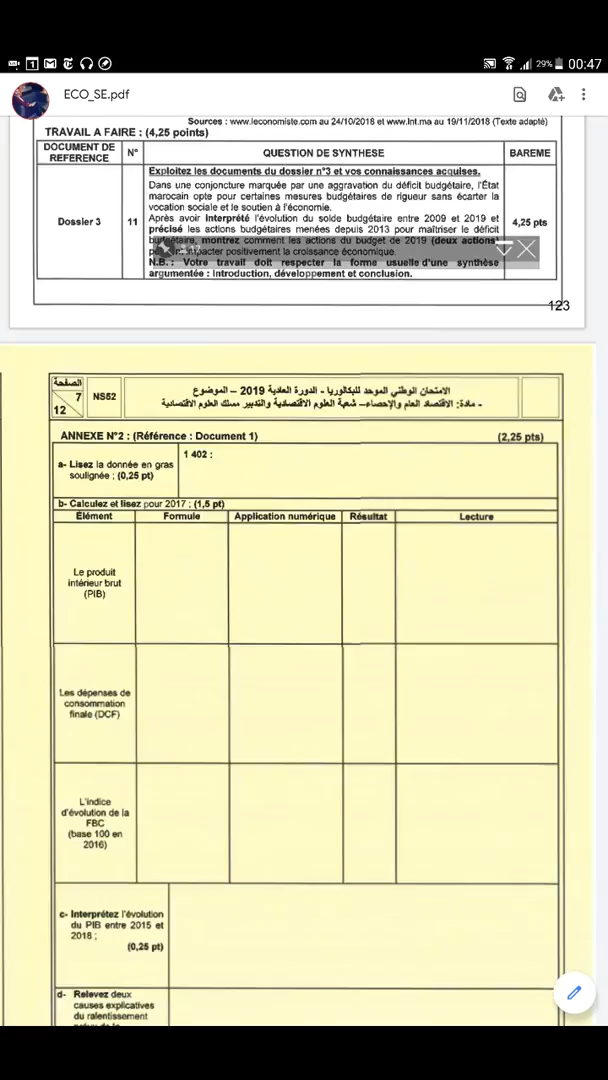 29% 00:47
ECO_SE.pdf
Sources : www.leconomiste.com au 24/10/2018 et www.lnt.ma au 19/11/2018 (Texte adapté)
TRAVAIL A FAIRE : (4,25 points)
DOCUMENT DE REFERENCE N° QUESTION DE SYNTHESE BAREME
Exploitez les documents du dossier n°3 et vos connaissances acquises.
Dans une conjoncture marquée par une aggravation du déficit budgétaire, l'État
marocain opte pour certaines mesures budgétaires de rigueur sans écarter la
vocation sociale et le soutien à l'économie.
Dossier 3 11 Après avoir interprété l'évolution du solde budgétaire entre 2009 et 2019 et 4,25 pts
précisé les actions budgétaires menées depuis 2013 pour maîtriser le déficit
budgétaire, montrez comment les actions du budget de 2019 (deux actions)
impacter positivement la croissance économique.
N.B. : Votre travail doit respecter la forme usuelle d'une synthèse
argumentée : Introduction, développement et conclusion.
123
الصفحة
7
12
NS52
الامتحان الوطني الموحد للبكالوريا - الدورة العادية 2019 – الموضوع
- مادة: الاقتصاد العام والإحصاء – شعبة العلوم الاقتصادية والتدبير مسلك العلوم الاقتصادية
ANNEXE N°2 : (Référence : Document 1) (2,25 pts)
a- Lisez la donnée en gras
soulignée ; (0,25 pt)
1 402 :
b- Calculez et lisez pour 2017 : (1,5 pt)
Élément Formule Application numérique Résultat Lecture
Le produit
intérieur brut
(PIB)
Les dépenses de
consommation
finale (DCF)
L'indice
d'évolution de la
FBC
(base 100 en
2016)
c- Interprétez l'évolution
du PIB entre 2015 et
2018 ;
(0,25 pt)
d- Relevez deux
causes explicatives
du ralentissement